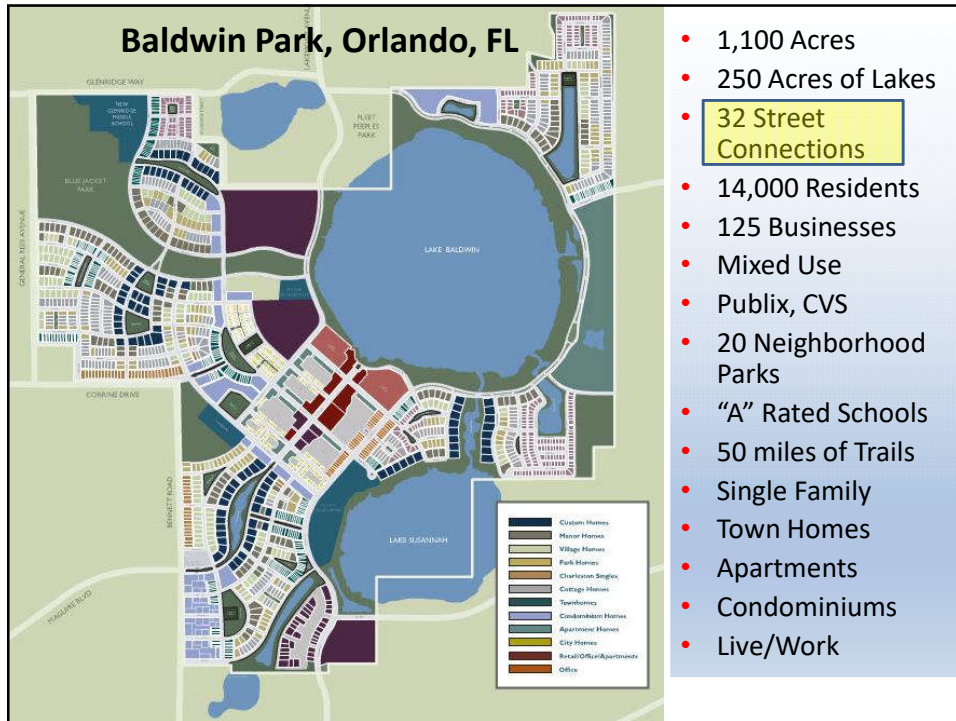 Baldwin Park, Orlando, FL
GLENRIDGE WAY
NEW
GLENRIDGE
MIDDLE
SCHOOL
FLEET
PEEPLES
PARK
BLUE JACKET
PARK
GENERAL REES AVENUE
LAKE BALDWIN
CORRINE DRIVE
BENNETT ROAD
LAKE SUSANNAH
MAGUIRE BLVD
Custom Homes
Manor Homes
Village Homes
Park Homes
Charleston Singles
Cottage Homes
Townhomes
Condominium Homes
Apartment Homes
City Homes
Retail/Office/Apartments
Office
• 1,100 Acres
• 250 Acres of Lakes
• 32 Street
Connections
• 14,000 Residents
• 125 Businesses
• Mixed Use
• Publix, CVS
• 20 Neighborhood
Parks
• “A” Rated Schools
• 50 miles of Trails
• Single Family
• Town Homes
• Apartments
• Condominiums
• Live/Work